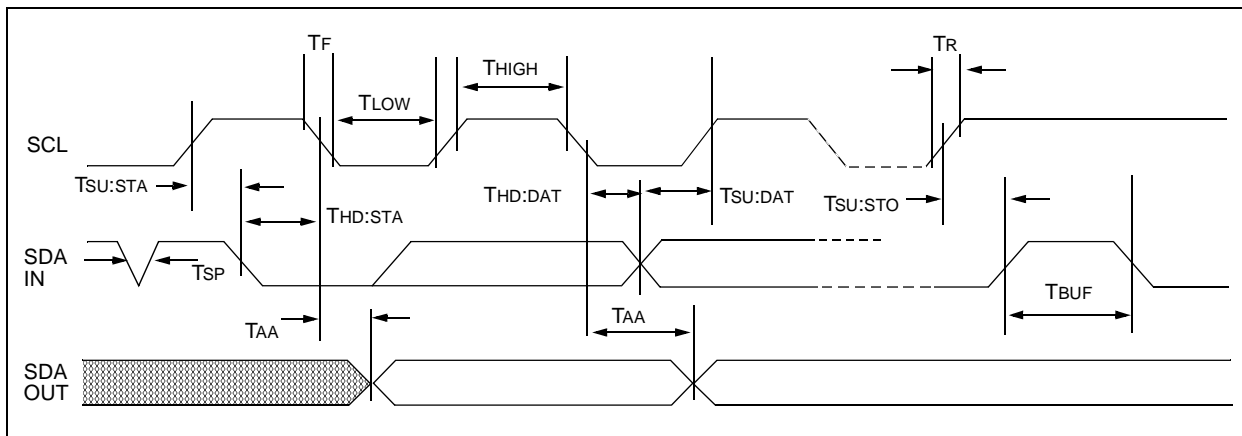 TF
TR
THIGH
TLOW
SCL
TSU:STA
THD:DAT
TSU:DAT
TSU:STO
THD:STA
SDA
IN
TSP
TBUF
TAA
TAA
SDA
OUT